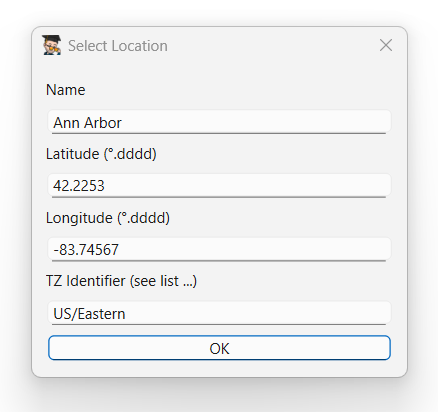 Select Location
Name
Ann Arbor
Latitude (°.dddd)
42.2253
Longitude (°.dddd)
-83.74567
TZ Identifier (see list ...)
US/Eastern
OK